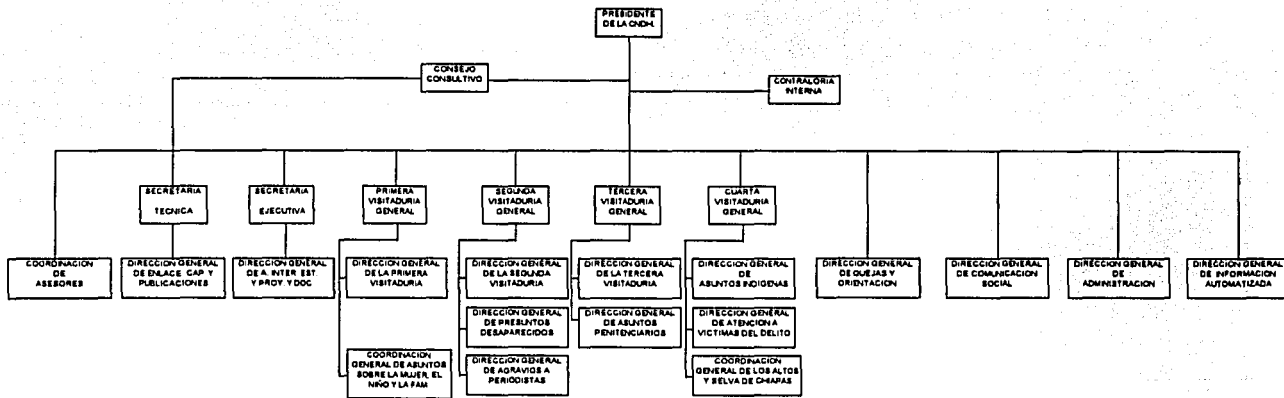 PRESIDENTE
DE LA CNDH.
CONSEJO
CONSULTIVO
CONTRALORIA
INTERNA
SECRETARIA
TECNICA
SECRETARIA
EJECUTIVA
PRIMERA
VISITADURIA
GENERAL
SEGUNDA
VISITADURIA
GENERAL
TERCERA
VISITADURIA
GENERAL
CUARTA
VISITADURIA
GENERAL
COORDINACION
DE
ASESORES
DIRECCION GENERAL
DE ENLACE CAP. Y
PUBLICACIONES
DIRECCION GENERAL
DE A. INTER. EST.
Y PROY. Y DOC
DIRECCION GENERAL
DE LA PRIMERA
VISITADURIA
DIRECCION GENERAL
DE LA SEGUNDA
VISITADURIA
DIRECCION GENERAL
DE LA TERCERA
VISITADURIA
DIRECCION GENERAL
DE
ASUNTOS INDIGENAS
DIRECCION GENERAL
DE QUEJAS Y
ORIENTACION
DIRECCION GENERAL
DE COMUNICACION
SOCIAL
DIRECCION GENERAL
DE
ADMINISTRACION
DIRECCION GENERAL
DE INFORMACION
AUTOMATIZADA
DIRECCION GENERAL
DE PRESUNTOS
DESAPARECIDOS
DIRECCION GENERAL
DE ASUNTOS
PENITENCIARIOS
DIRECCION GENERAL
DE ATENCION A
VICTIMAS DEL DELITO
COORDINACION
GENERAL DE ASUNTOS
SOBRE LA MUJER, EL
NIÑO Y LA FAM
DIRECCION GENERAL
DE AGRAVIOS A
PERIODISTAS
COORDINACION
GENERAL DE LOS ALTOS
Y SELVA DE CHIAPAS